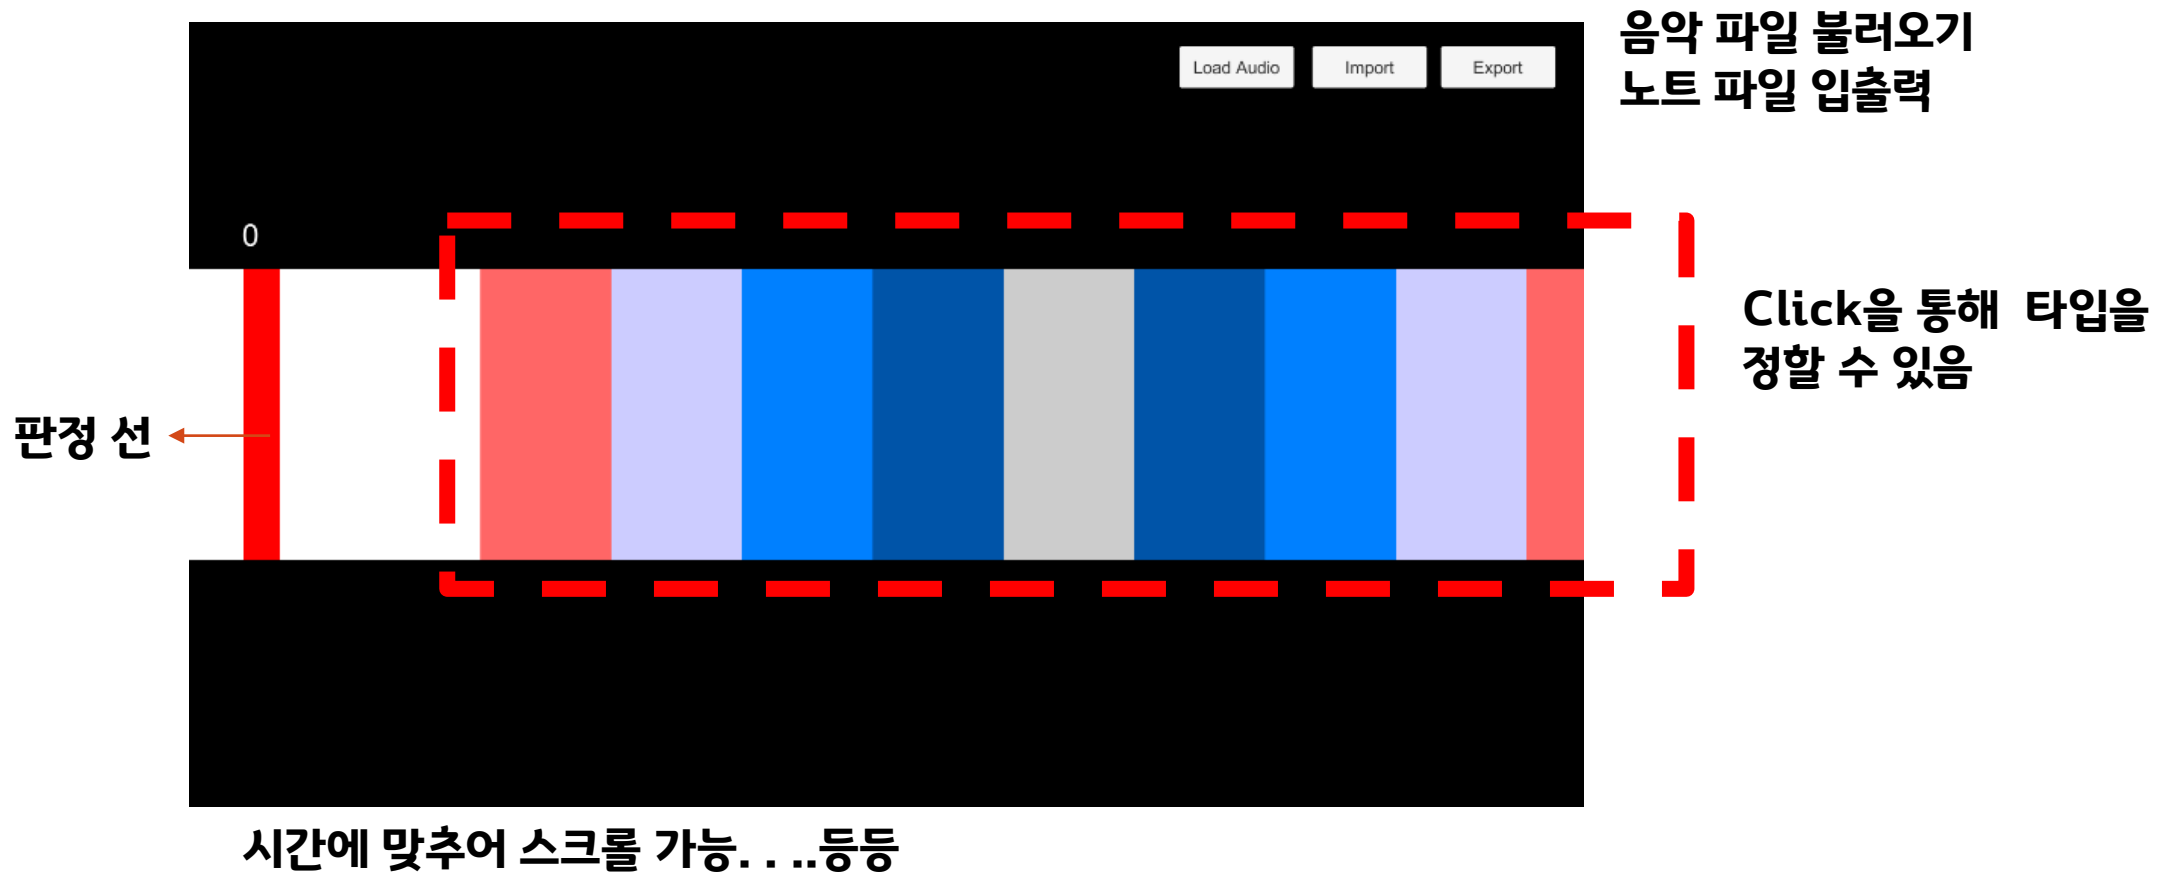 음악 파일 불러오기
노트 파일 입출력
Load Audio
Import
Export
0
Click을 통해 타입을
정할 수 있음
판정 선
시간에 맞추어 스크롤 가능. . ..등등